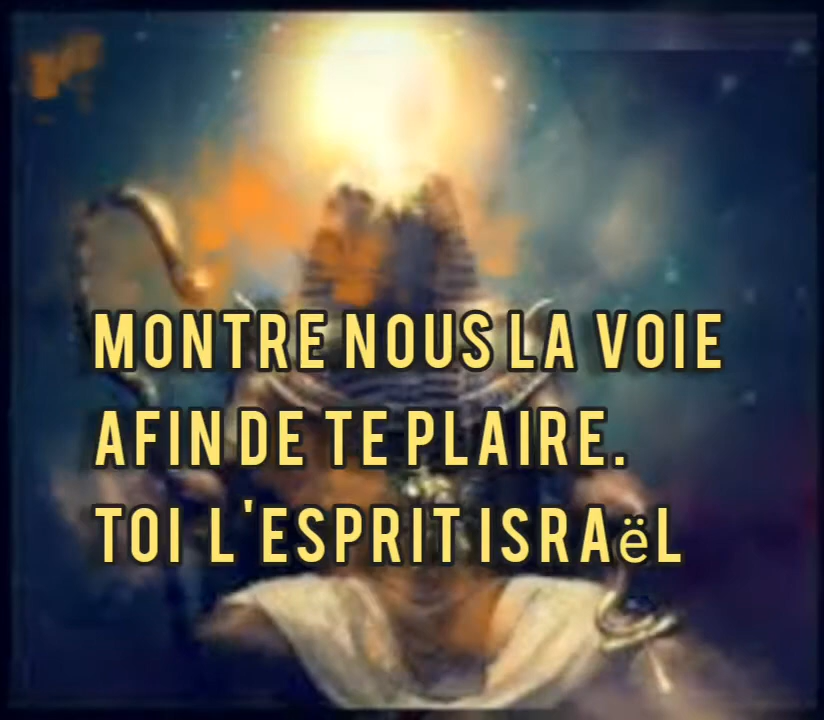 MONTRE NOUS LA VOIE
AFIN DE TE PLAIRE.
TOI L'ESPRIT ISRAëL